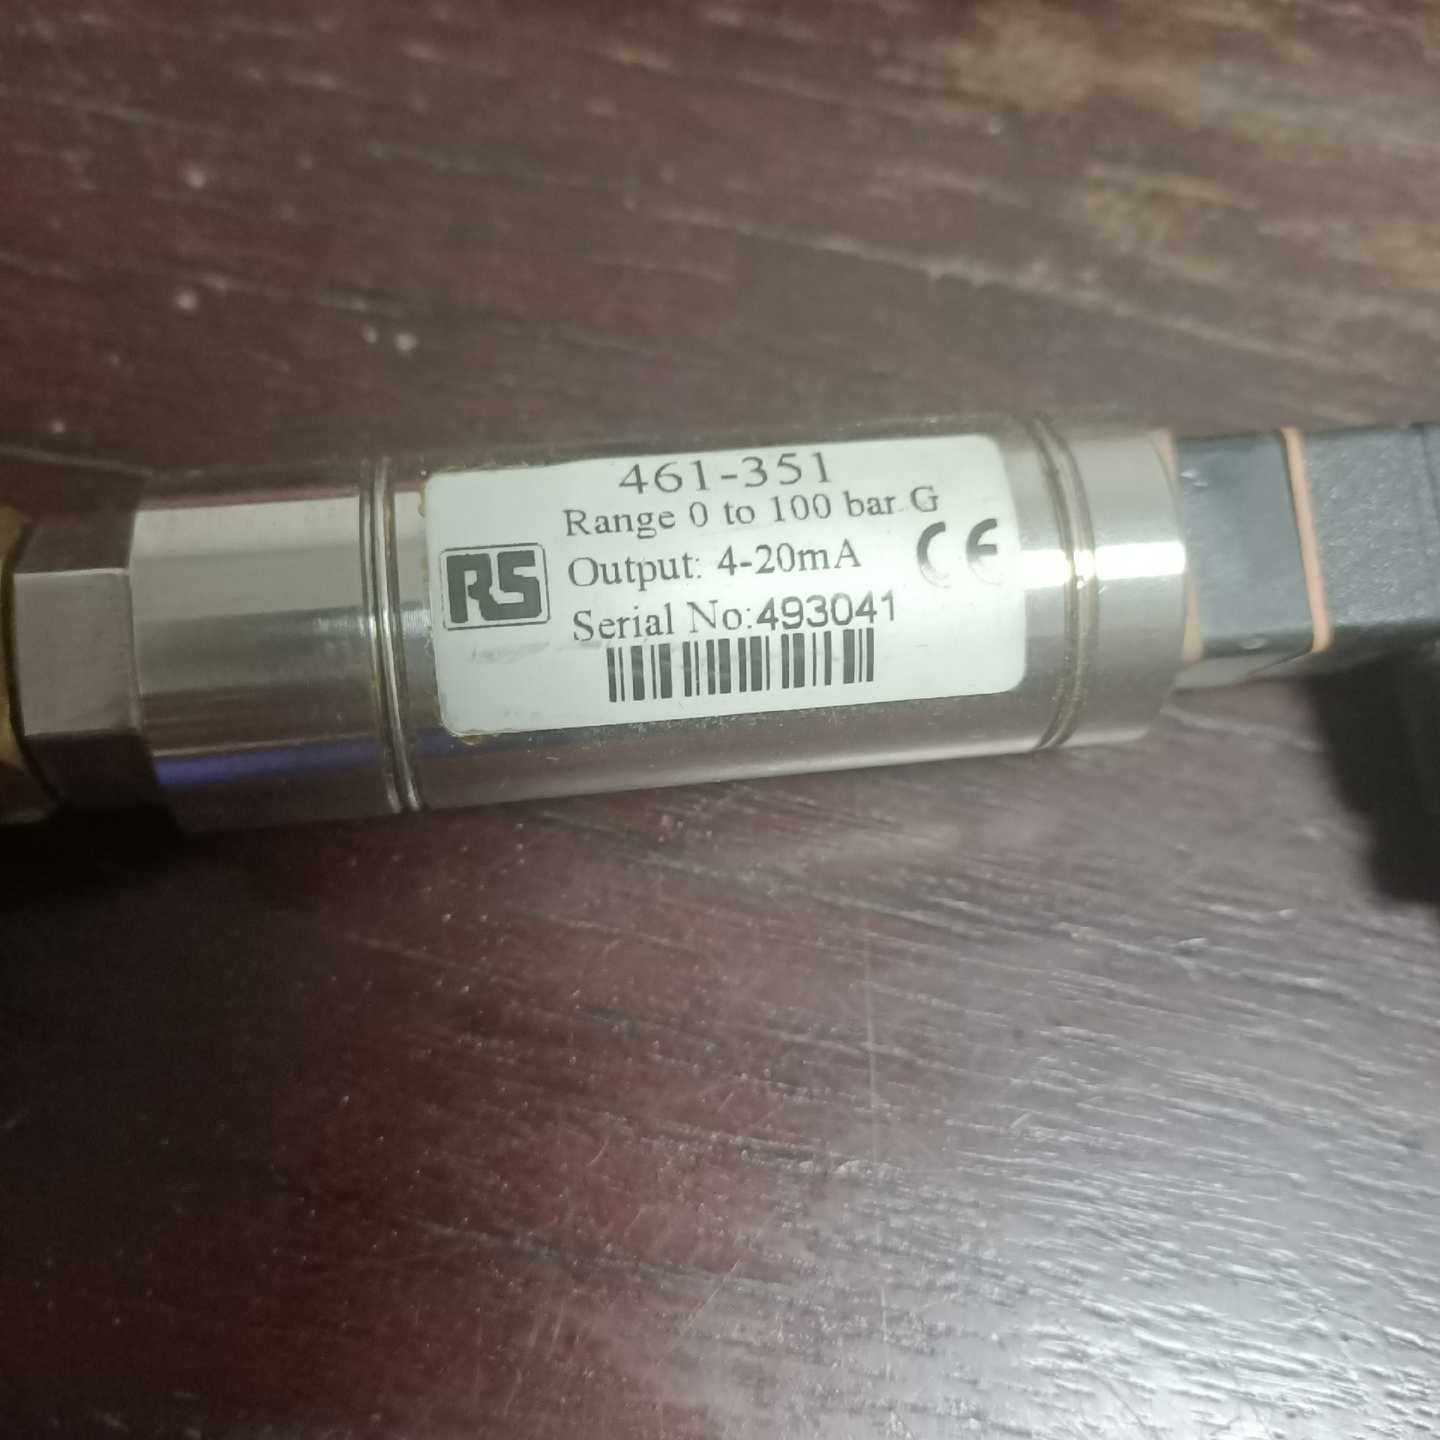 461-351
Range 0 to 100 bar G
RS
Output: 4-20mA
CE
Serial No:493041